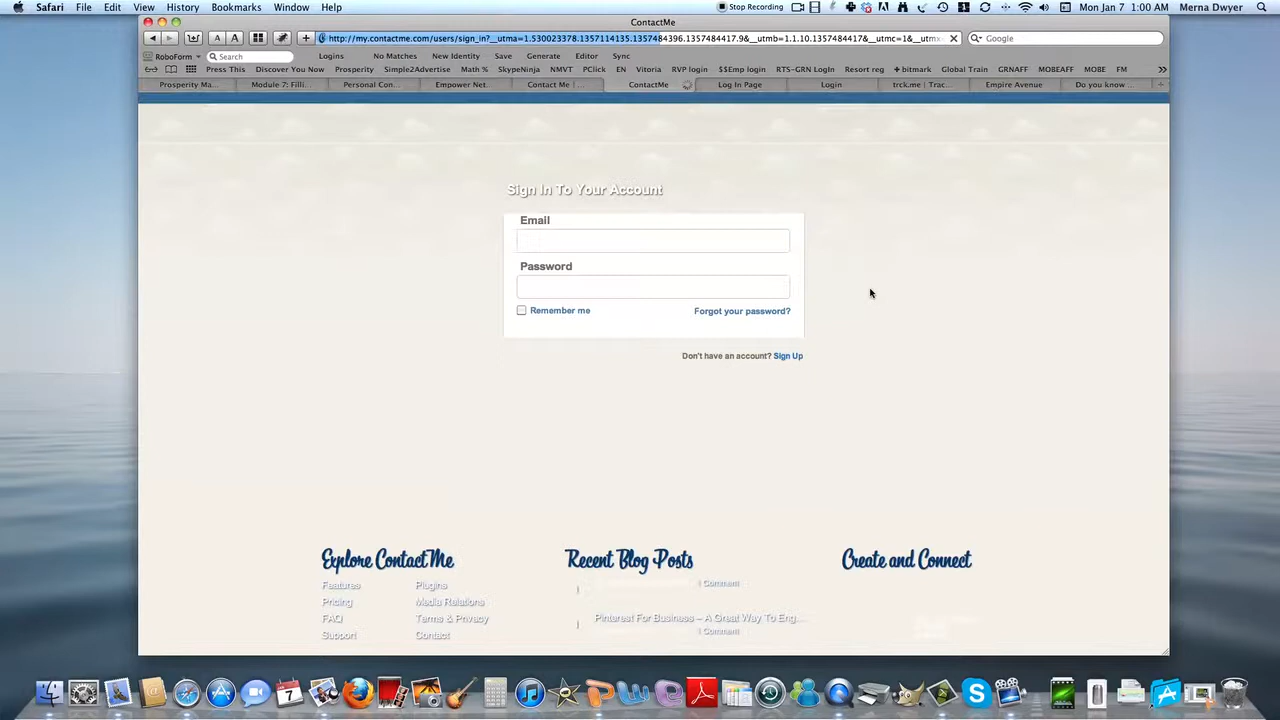 Safari File Edit View History Bookmarks Window Help Stop Recording Mon Jan 7 1:00 AM Merna Dwyer
ContactMe
A A + http://my.contactme.com/users/sign_in?__utma=1.530023378.1357114135.1357484396.1357484417.9&__utmb=1.1.10.1357484417&__utmc=1&__utm Google
RoboForm Search Logins No Matches New Identity Save Generate Editor Sync
Press This Discover You Now Prosperity Simple2Advertise Math % SkypeNinja NMVT PClick EN Vitoria RVP login $$Emp login RTS-GRN LogIn Resort reg + bitmark Global Train GRNAFF MOBEAFF MOBE FM
Prosperity Ma... Module 7: Filli... Personal Con... Empower Net... Contact Me | ... ContactMe Log In Page Login trck.me | Trac... Empire Avenue Do you know ...
Sign In To Your Account
Email
Password
Remember me Forgot your password?
Don't have an account? Sign Up
Explore ContactMe Recent Blog Posts Create and Connect
Features Plugins 1 Comment
Pricing Media Relations
FAQ Terms & Privacy Pinterest For Business – A Great Way To Eng...
Support Contact 1 Comment